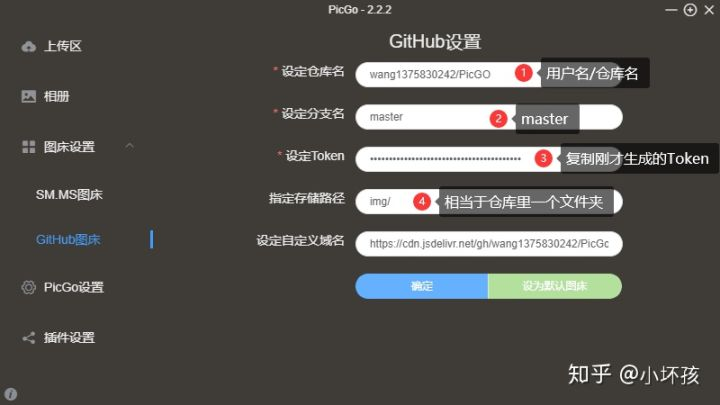 PicGo - 2.2.2
上传区
相册
图床设置
SM.MS图床
GitHub图床
PicGo设置
插件设置
GitHub设置
* 设定仓库名
wang1375830242/PicGO
1 用户名/仓库名
* 设定分支名
master
2 master
* 设定Token
3 复制刚才生成的Token
指定存储路径
img/
4 相当于仓库里一个文件夹
设定自定义域名
https://cdn.jsdelivr.net/gh/wang1375830242/PicGo
确定
设为默认图床
知乎 @小坏孩